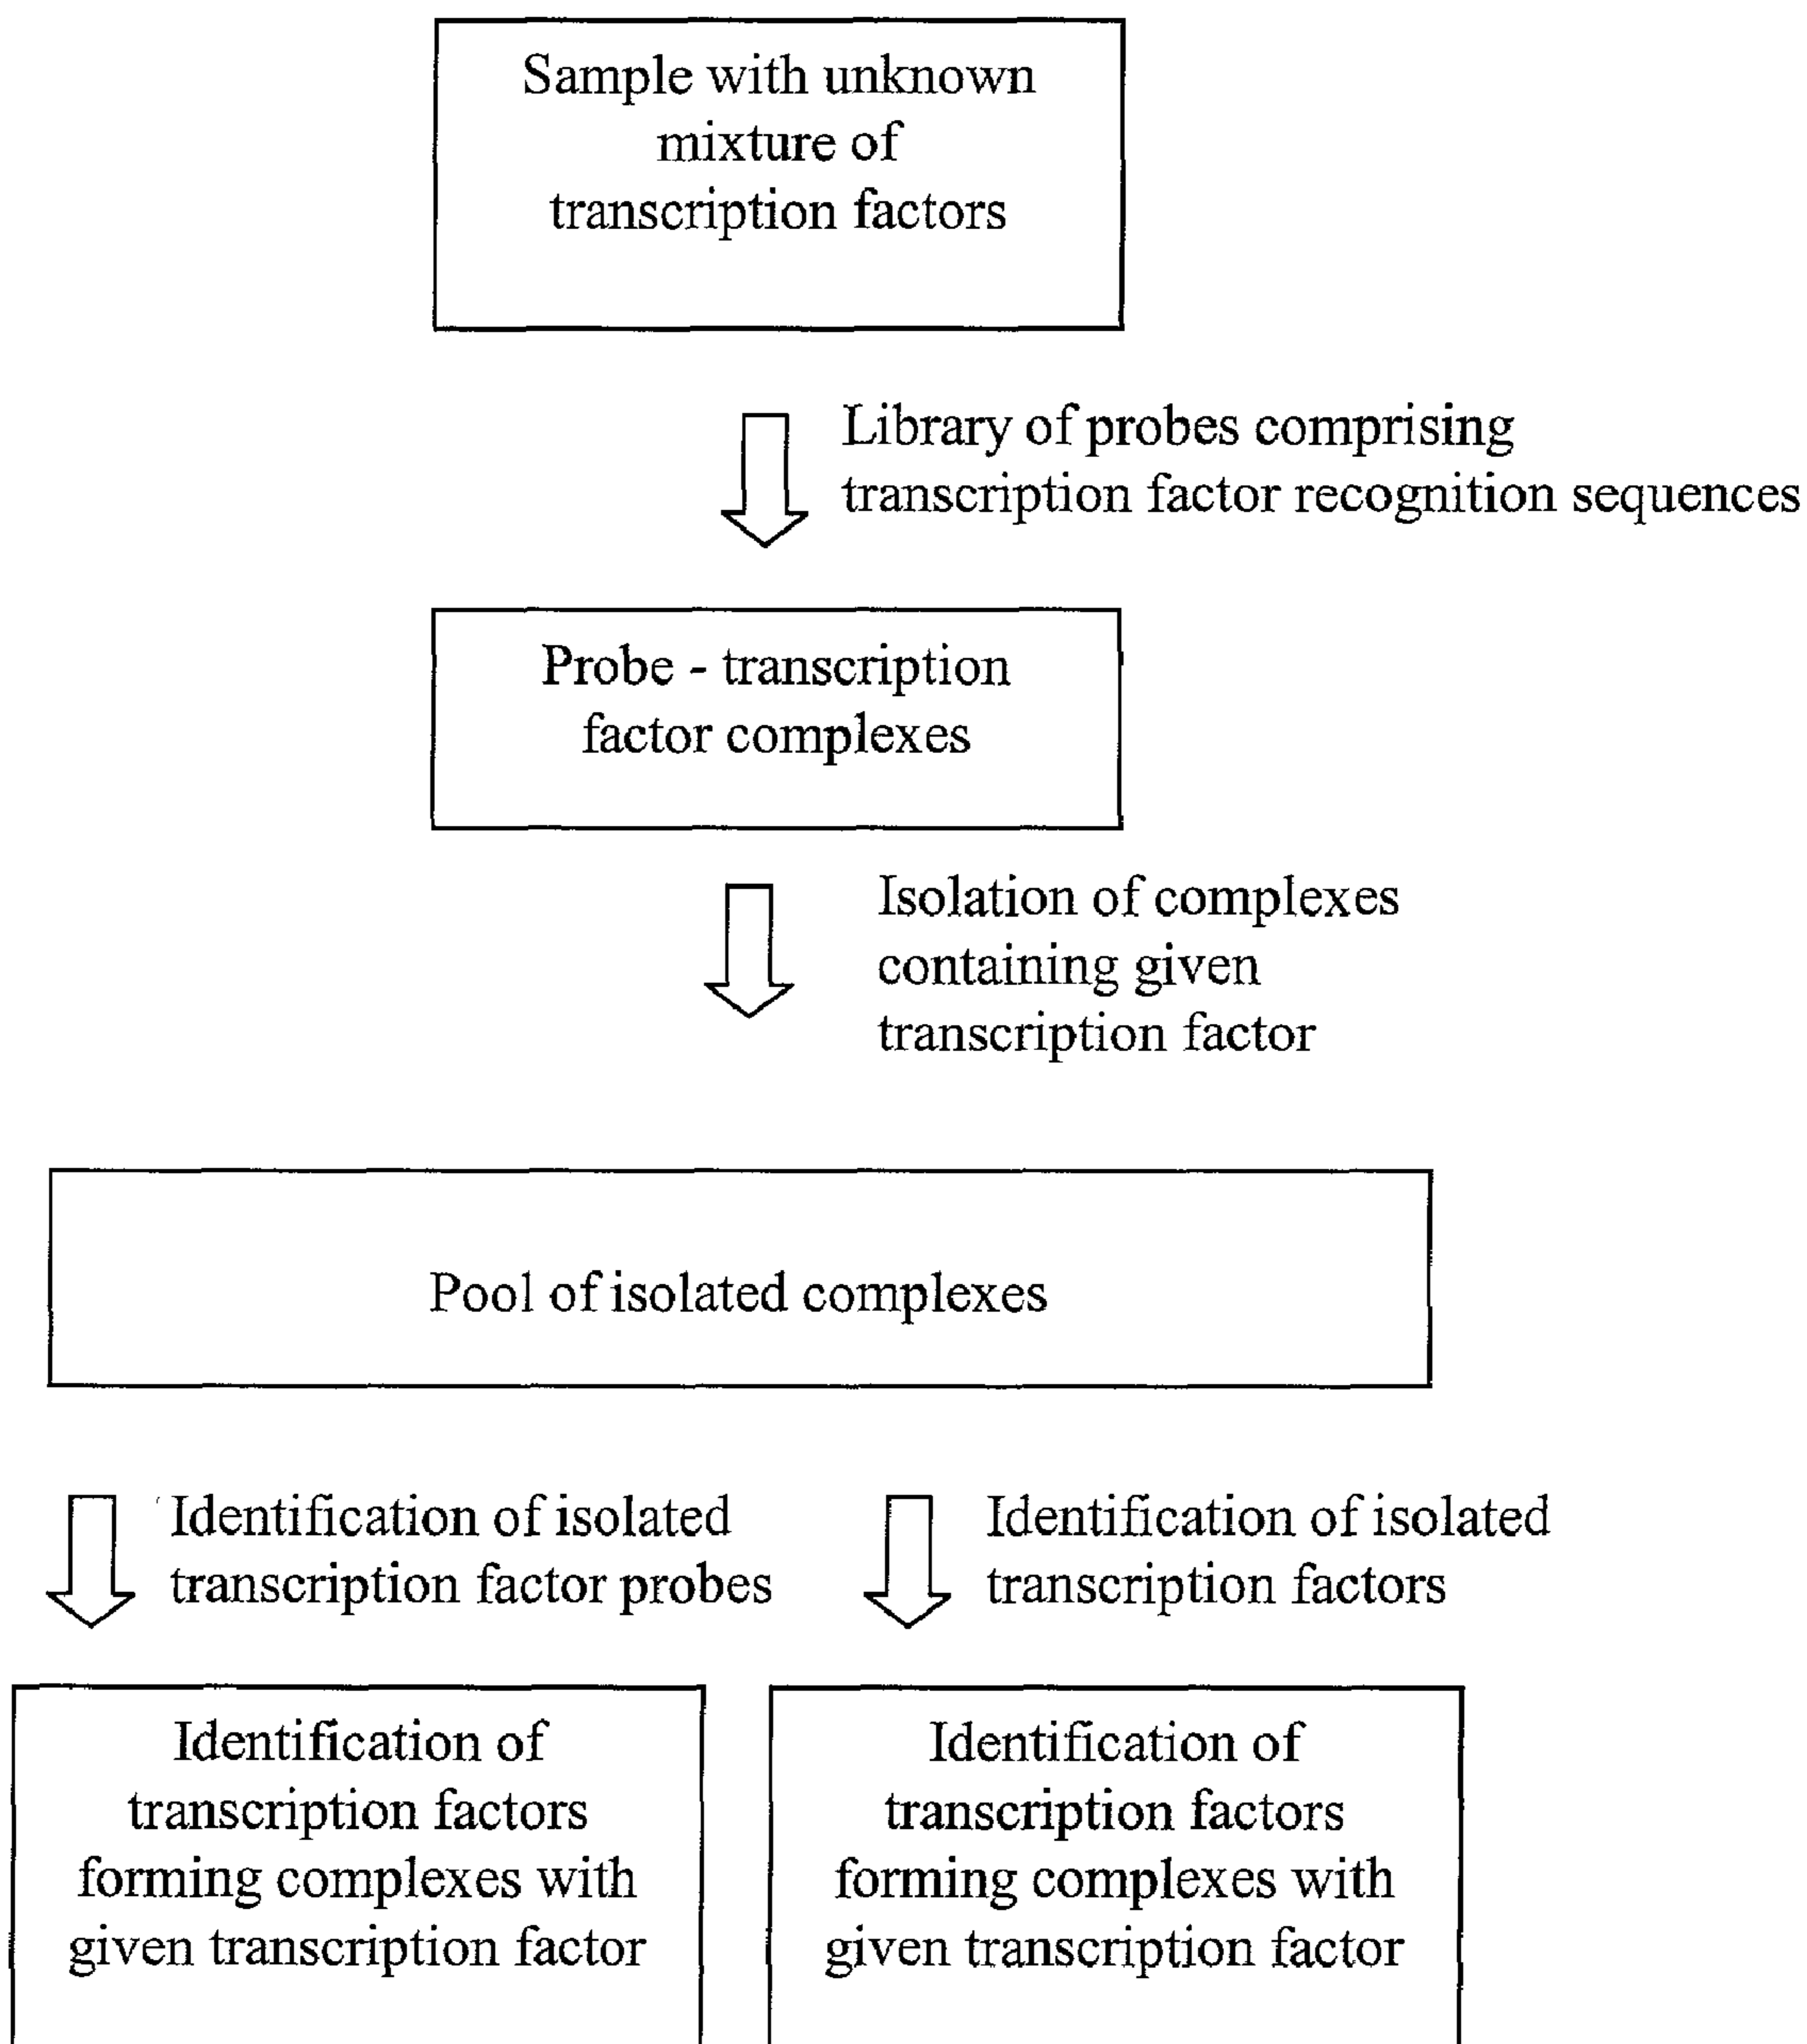 Sample with unknown
mixture of
transcription factors
Library of probes comprising
transcription factor recognition sequences
Probe - transcription
factor complexes
Isolation of complexes
containing given
transcription factor
Pool of isolated complexes
Identification of isolated
transcription factor probes
Identification of isolated
transcription factors
Identification of
transcription factors
forming complexes with
given transcription factor
Identification of
transcription factors
forming complexes with
given transcription factor